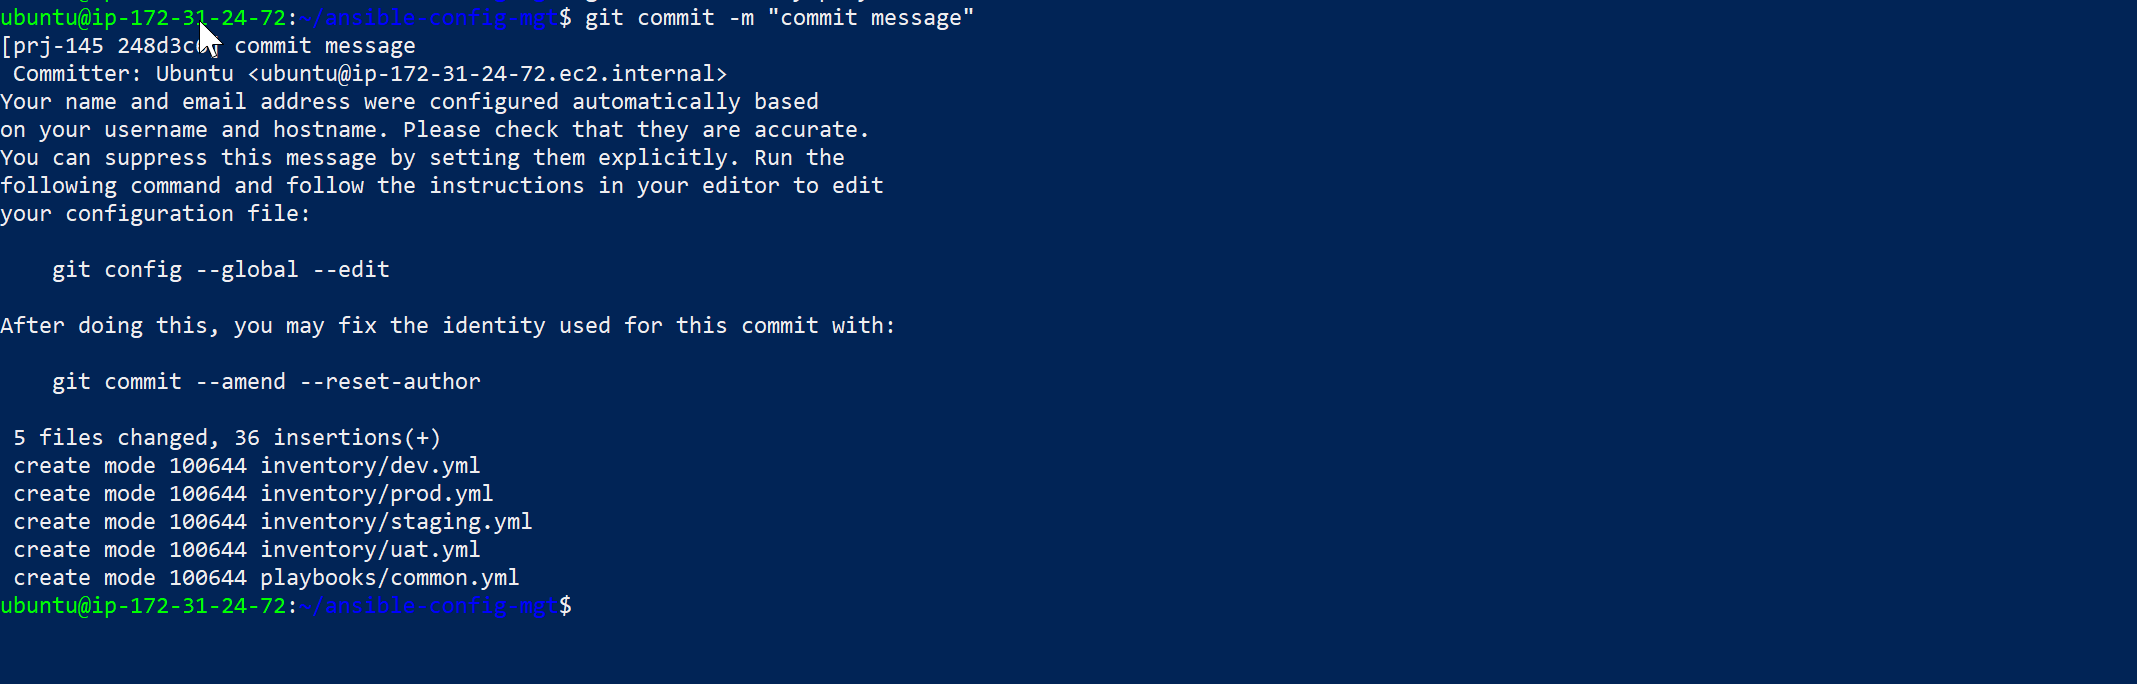 ubuntu@ip-172-31-24-72:~/ansible-config-mgt$ git commit -m "commit message"
[prj-145 commit message
 Committer: Ubuntu <ubuntu@ip-172-31-24-72.ec2.internal>
Your name and email address were configured automatically based
on your username and hostname. Please check that they are accurate.
You can suppress this message by setting them explicitly. Run the
following command and follow the instructions in your editor to edit
your configuration file:
    git config --global --edit
After doing this, you may fix the identity used for this commit with:
    git commit --amend --reset-author
 5 files changed, 36 insertions(+)
 create mode 100644 inventory/dev.yml
 create mode 100644 inventory/prod.yml
 create mode 100644 inventory/staging.yml
 create mode 100644 inventory/uat.yml
 create mode 100644 playbooks/common.yml
ubuntu@ip-172-31-24-72:~/ansible-config-mgt$